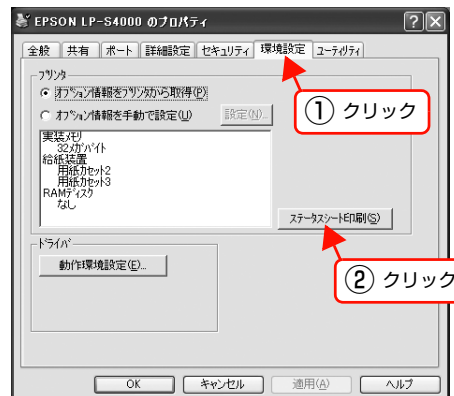 EPSON LP-S4000 のプロパティ
全般 共有 ポート 詳細設定 セキュリティ 環境設定 ユーティリティ
プリンタ
オプション情報をプリンタから取得(P)
オプション情報を手動で設定(U) 設定(N)...
① クリック
実装メモリ
32メガバイト
給紙装置
用紙カセット2
用紙カセット3
RAMディスク
なし
ステータスシート印刷(S)
ドライバ
動作環境設定(E)...
② クリック
OK キャンセル 適用(A) ヘルプ